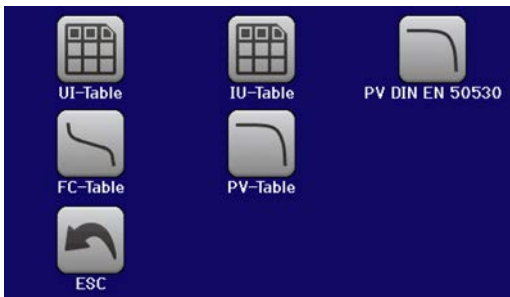 UI-Table
IU-Table
PV DIN EN 50530
FC-Table
PV-Table
ESC